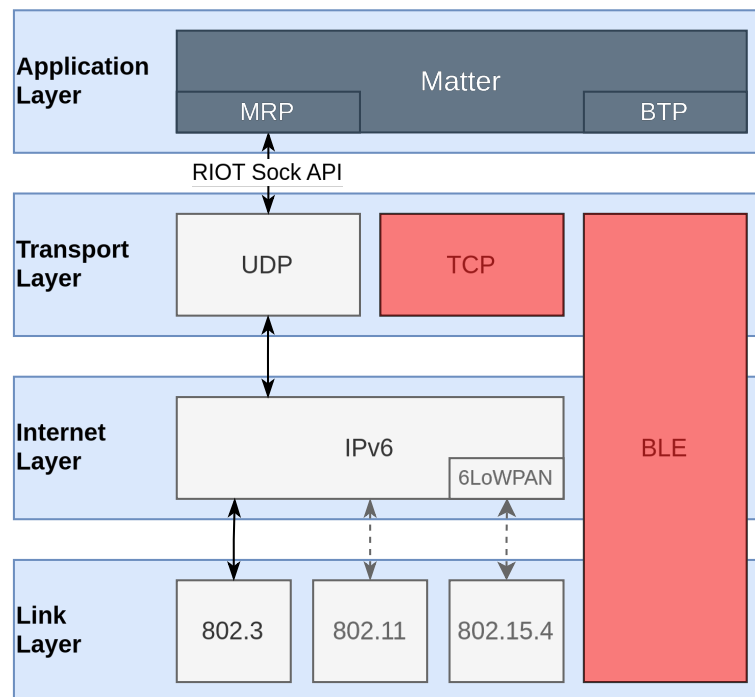 Application
Layer
Matter
MRP
BTP
RIOT Sock API
Transport
Layer
UDP
TCP
Internet
Layer
IPv6
6LoWPAN
BLE
Link
Layer
802.3
802.11
802.15.4